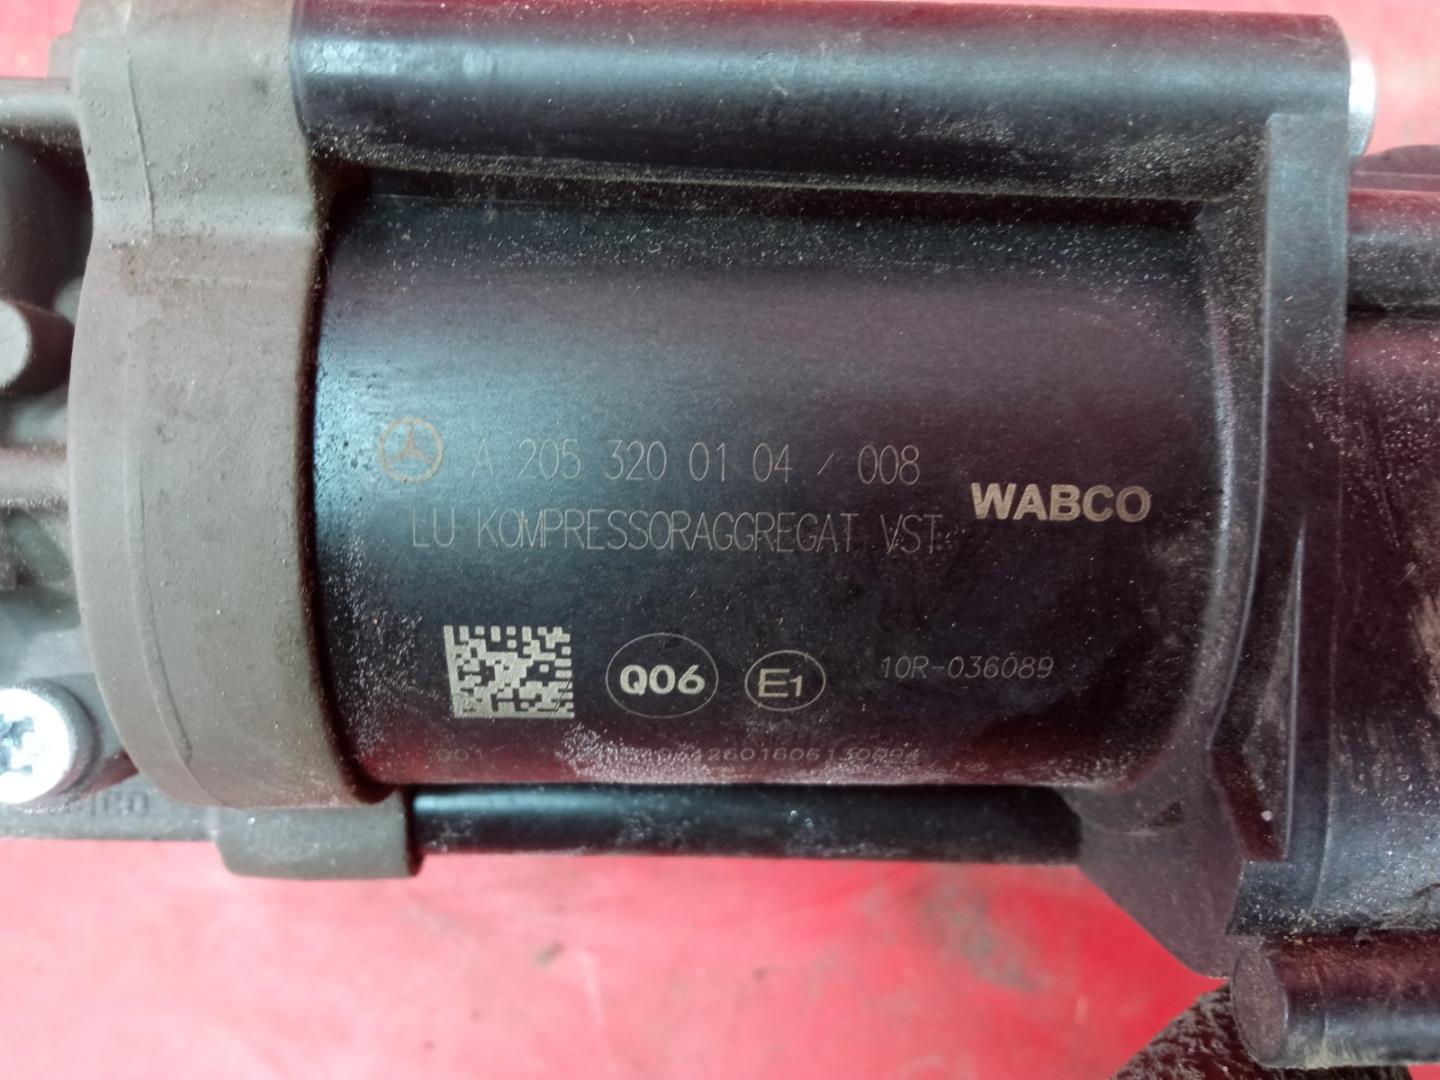 A 205 320 01 04 / 008
LU KOMPRESSORAGGREGAT VST
WABCO
Q06
E1
10R-036089